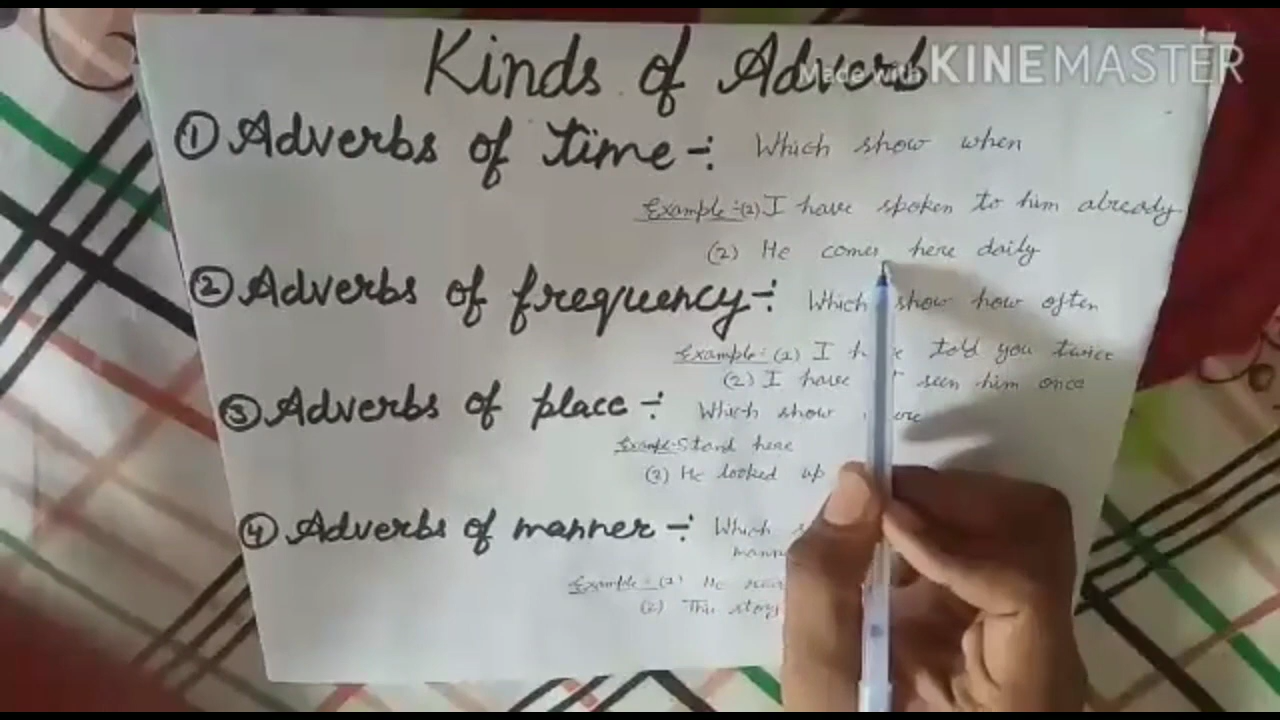 Kinds of Adverb
Made with KINEMASTER
① Adverbs of time -: Which show when
Example :- (1) I have spoken to him already
(2) He comes here daily
② Adverbs of frequency -: Which show how often
Example :- (1) I told you twice
(2) I have seen him once
③ Adverbs of place -: Which show
Example- Stand here
(2) He looked up
④ Adverbs of manner -: Which
Example :- (1) He
(2) This story